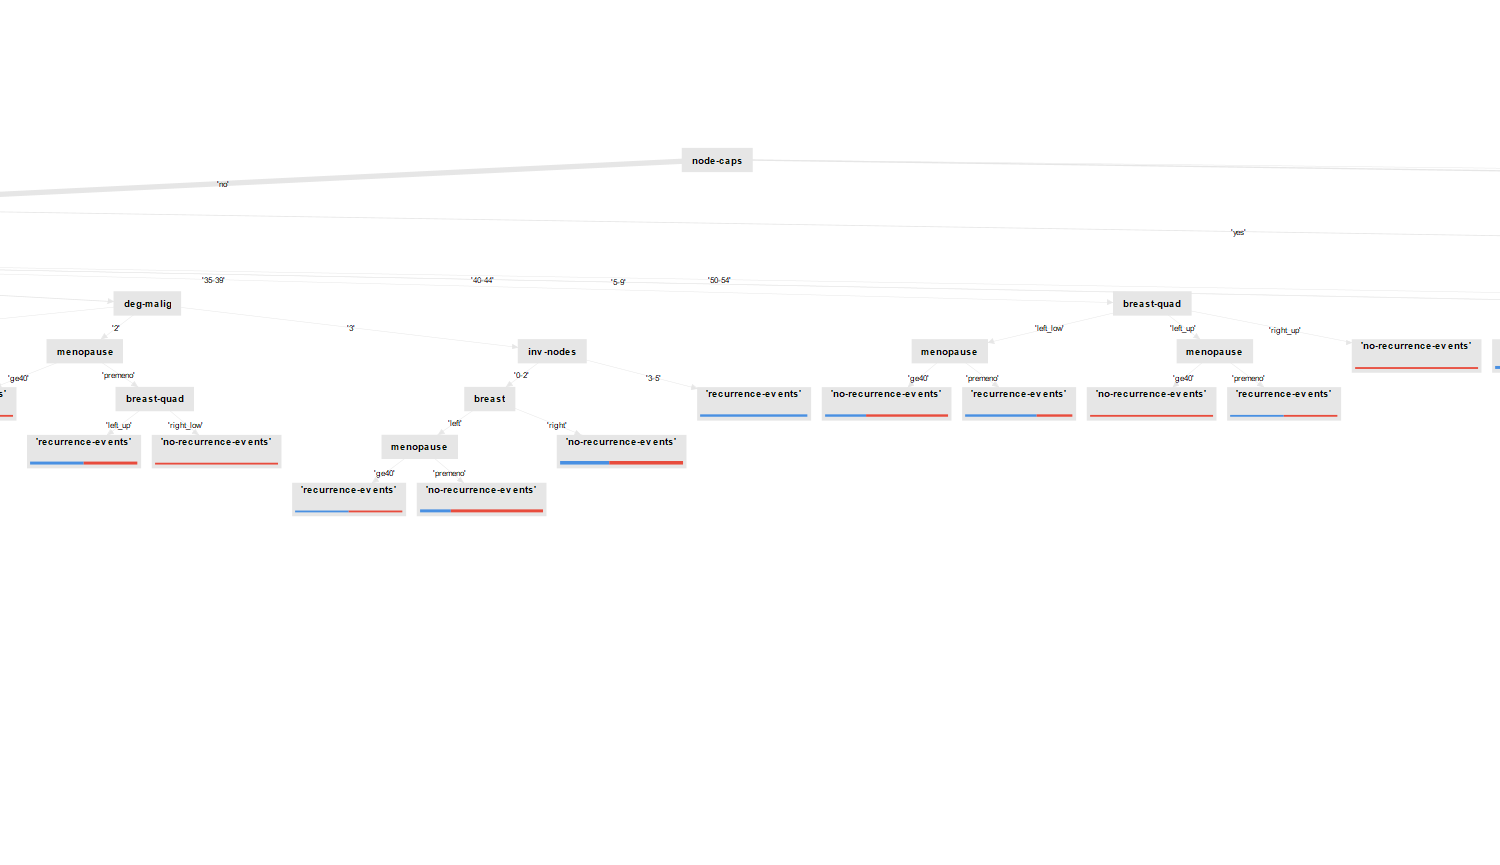 node-caps
'no'
'yes'
'35-39'
'40-44'
'5-9'
'50-54'
deg-malig
breast-quad
'2'
'3'
'left_low'
'left_up'
'right_up'
menopause
inv-nodes
menopause
menopause
'no-recurrence-events'
'ge40'
'premeno'
'0-2'
'3-5'
'ge40'
'premeno'
'ge40'
'premeno'
s'
breast-quad
breast
'recurrence-events'
'no-recurrence-events'
'recurrence-events'
'no-recurrence-events'
'recurrence-events'
'left_up'
'right_low'
'left'
'right'
'recurrence-events'
'no-recurrence-events'
menopause
'no-recurrence-events'
'ge40'
'premeno'
'recurrence-events'
'no-recurrence-events'